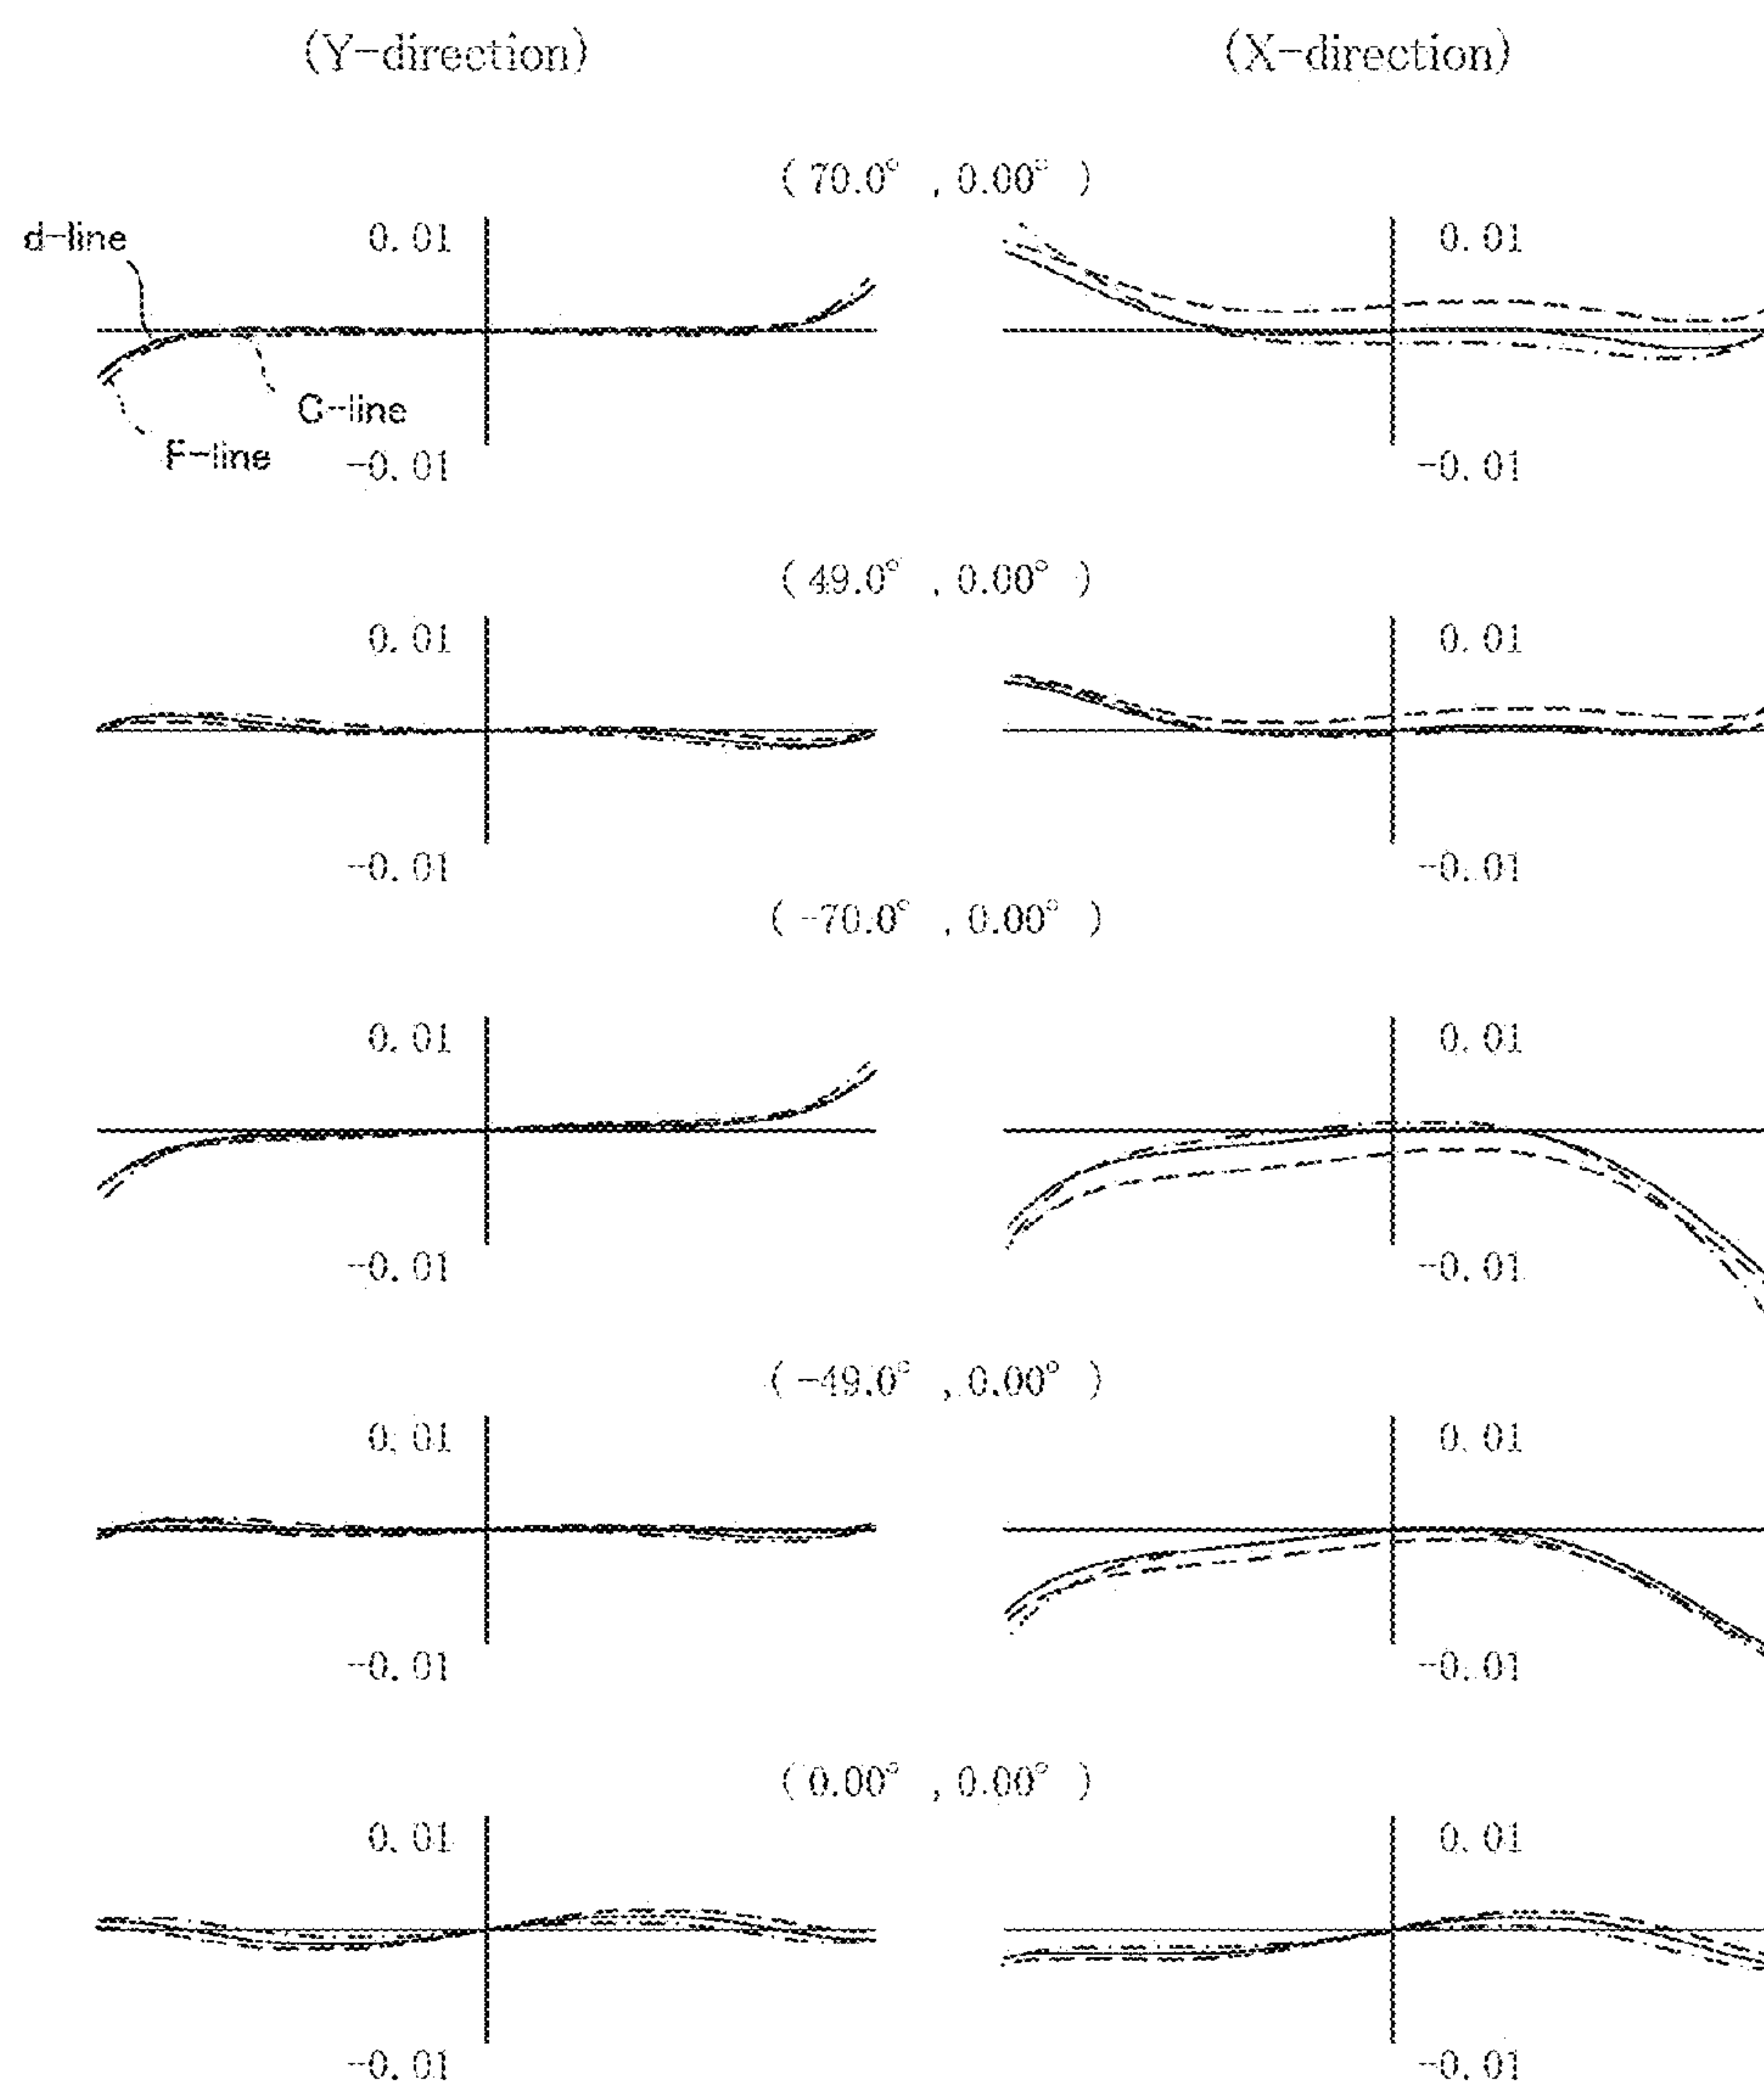 (Y-direction) (X-direction)
( 70.0° , 0.00° )
d-line 0.01 0.01
C-line
F-line -0.01 -0.01
( 49.0° , 0.00° )
0.01 0.01
-0.01 -0.01
( -70.0° , 0.00° )
0.01 0.01
-0.01 -0.01
( -49.0° , 0.00° )
0.01 0.01
-0.01 -0.01
( 0.00° , 0.00° )
0.01 0.01
-0.01 -0.01